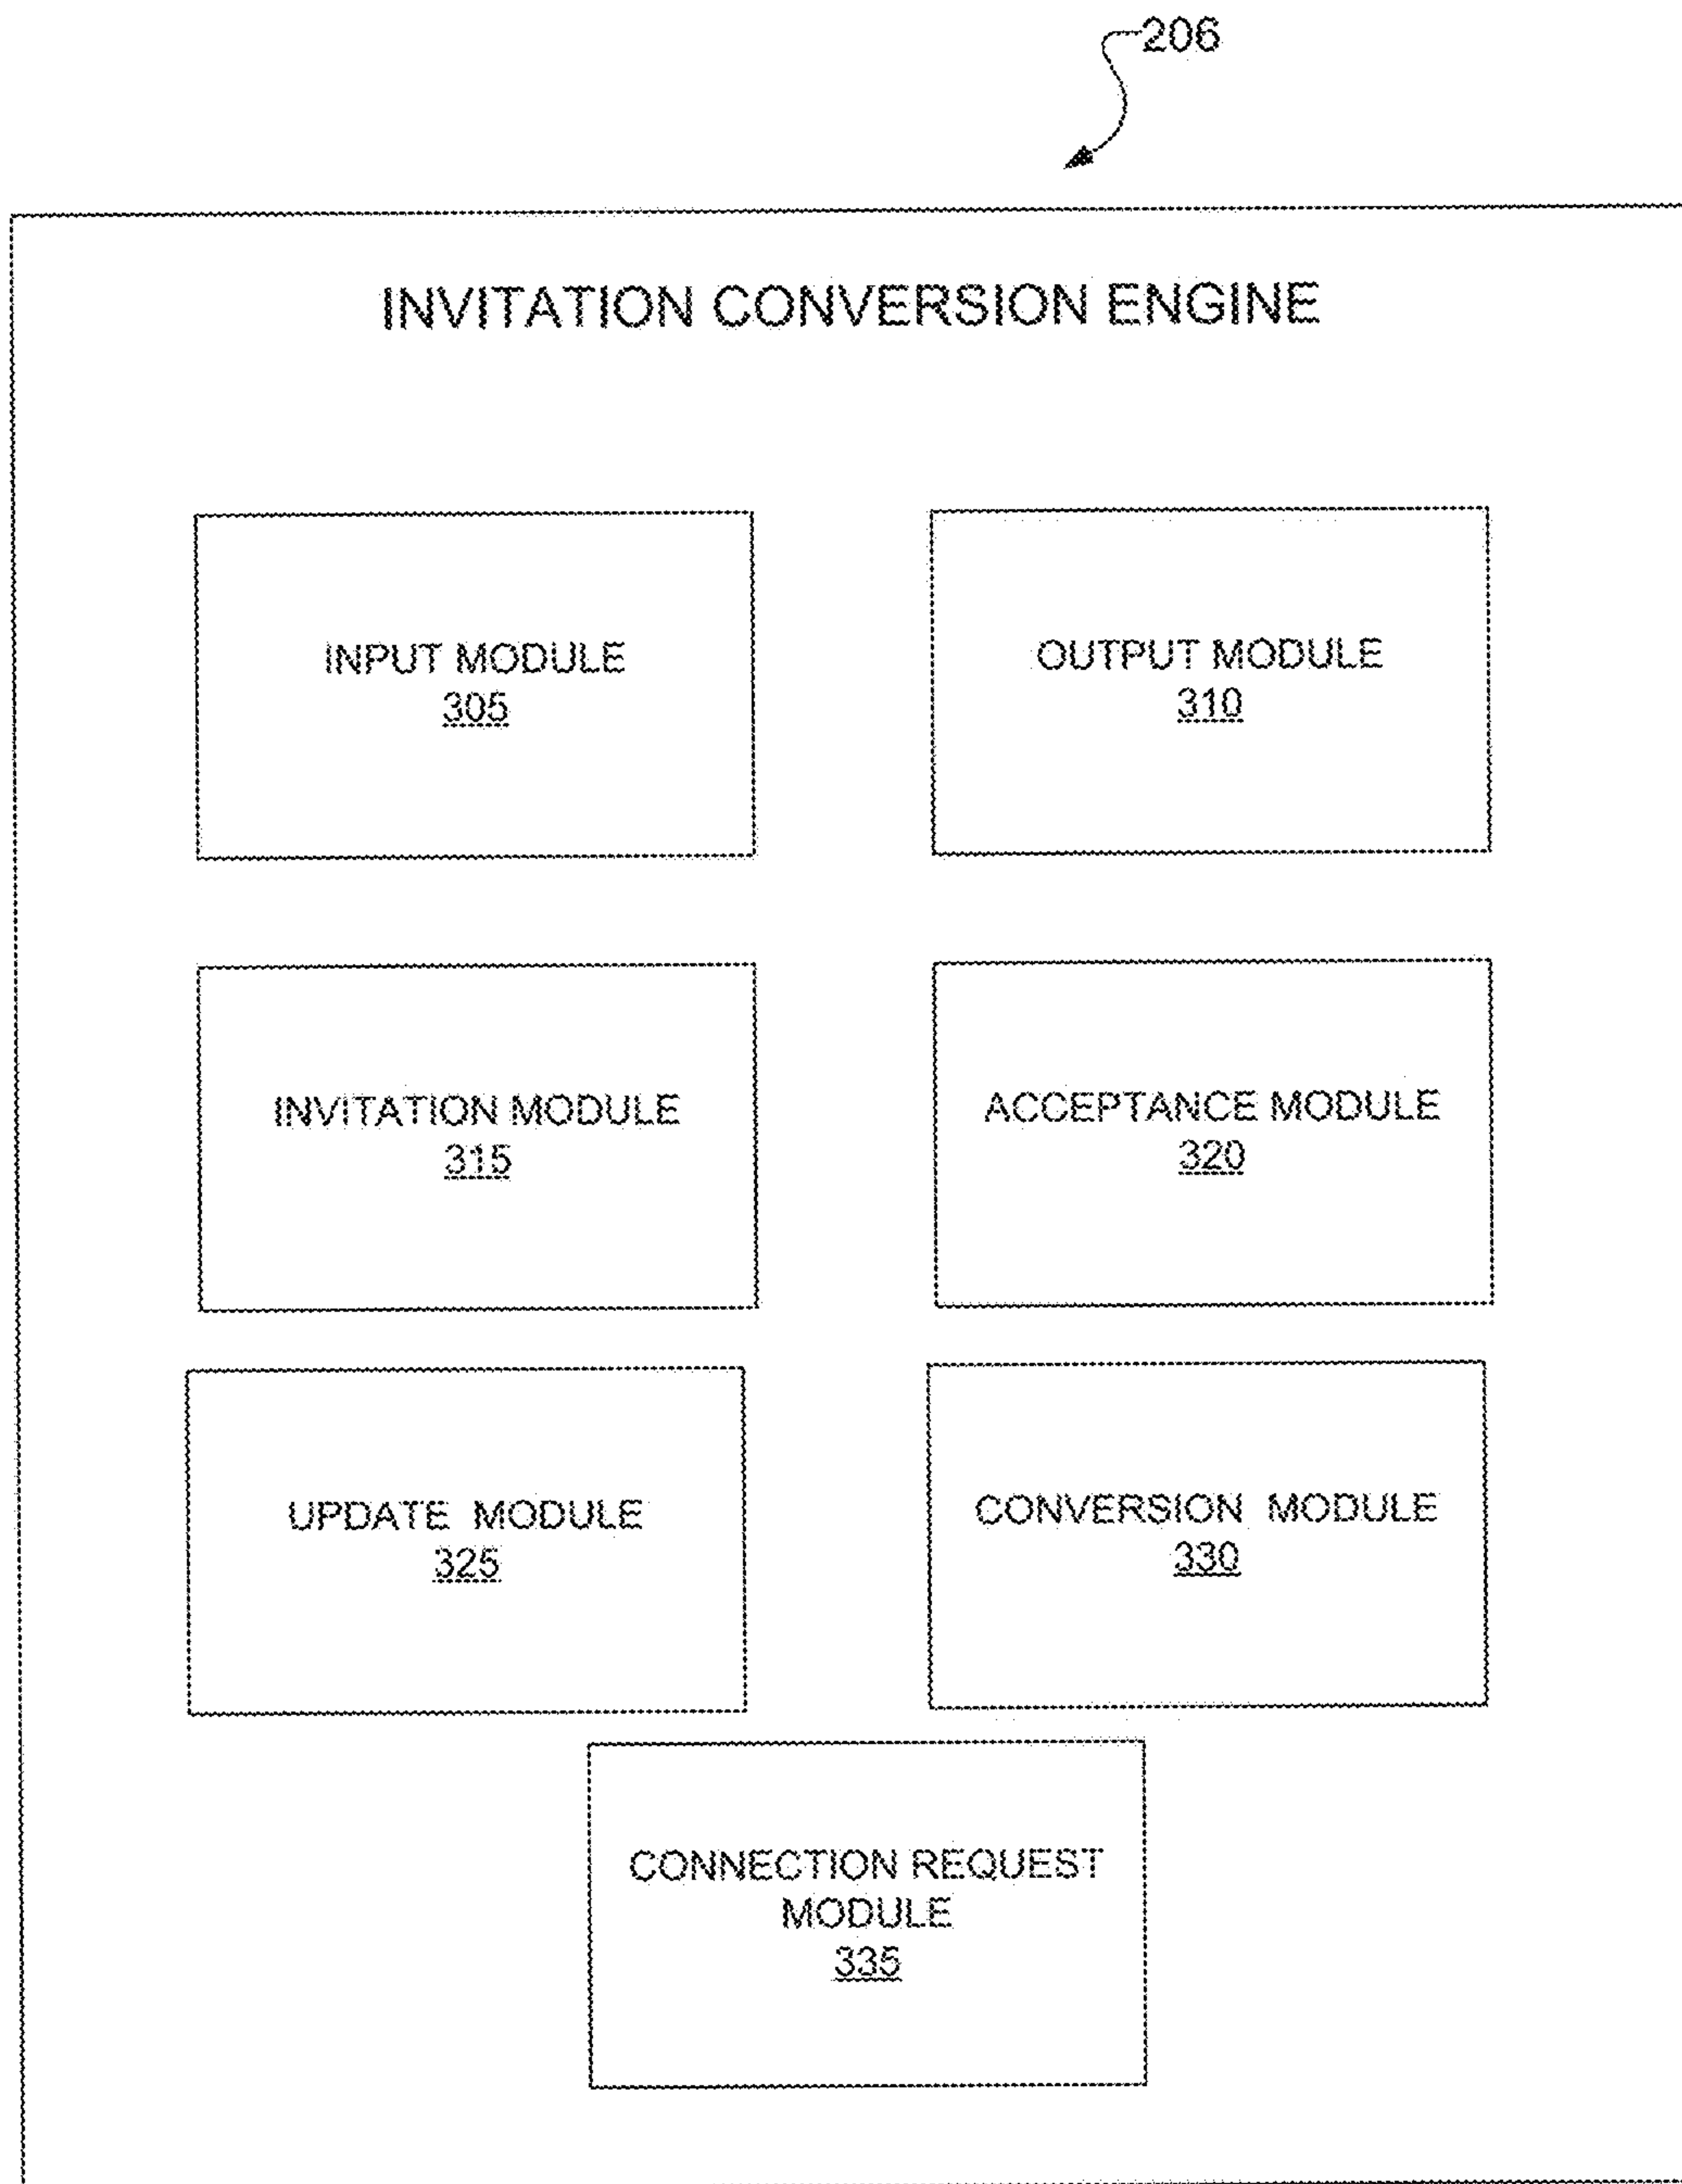 206
INVITATION CONVERSION ENGINE
INPUT MODULE
305
OUTPUT MODULE
310
INVITATION MODULE
315
ACCEPTANCE MODULE
320
UPDATE MODULE
325
CONVERSION MODULE
330
CONNECTION REQUEST
MODULE
335